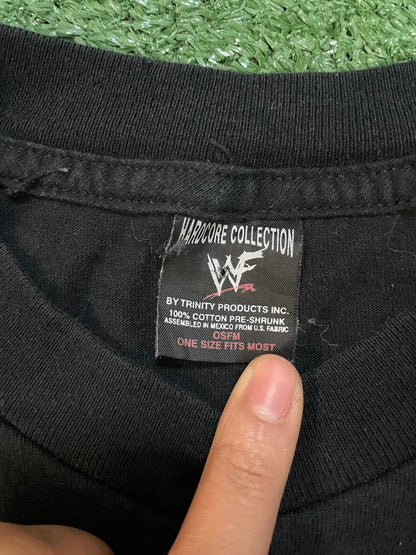 HARDCORE COLLECTION
WF
BY TRINITY PRODUCTS INC.
100% COTTON PRE-SHRUNK
ASSEMBLED IN MEXICO FROM U.S. FABRIC
OSFM
ONE SIZE FITS MOST